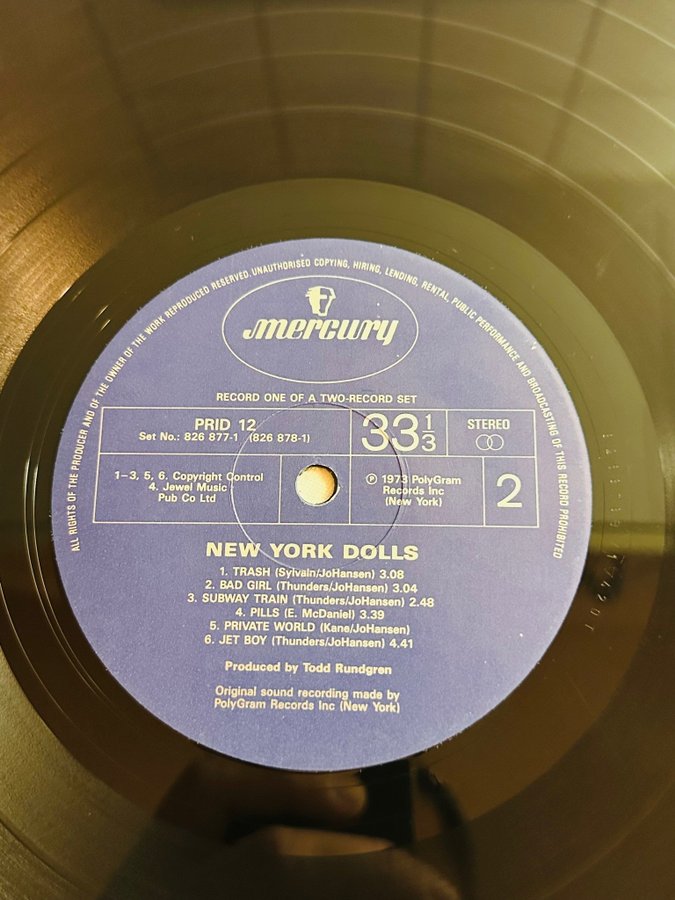 ALL RIGHTS OF THE PRODUCER AND OF THE OWNER OF THE WORK REPRODUCED RESERVED. UNAUTHORISED COPYING, HIRING, LENDING, RENTAL, PUBLIC PERFORMANCE AND BROADCASTING OF THIS RECORD PROHIBITED
mercury
RECORD ONE OF A TWO-RECORD SET
PRID 12
Set No.: 826 877-1 (826 878-1)
33 1/3
STEREO
1-3, 5, 6. Copyright Control
4. Jewel Music
Pub Co Ltd
Ⓟ 1973 PolyGram
Records Inc
(New York)
2
NEW YORK DOLLS
1. TRASH (Sylvain/JoHansen) 3.08
2. BAD GIRL (Thunders/JoHansen) 3.04
3. SUBWAY TRAIN (Thunders/JoHansen) 2.48
4. PILLS (E. McDaniel) 3.39
5. PRIVATE WORLD (Kane/JoHansen)
6. JET BOY (Thunders/JoHansen) 4.41
Produced by Todd Rundgren
Original sound recording made by
PolyGram Records Inc (New York)